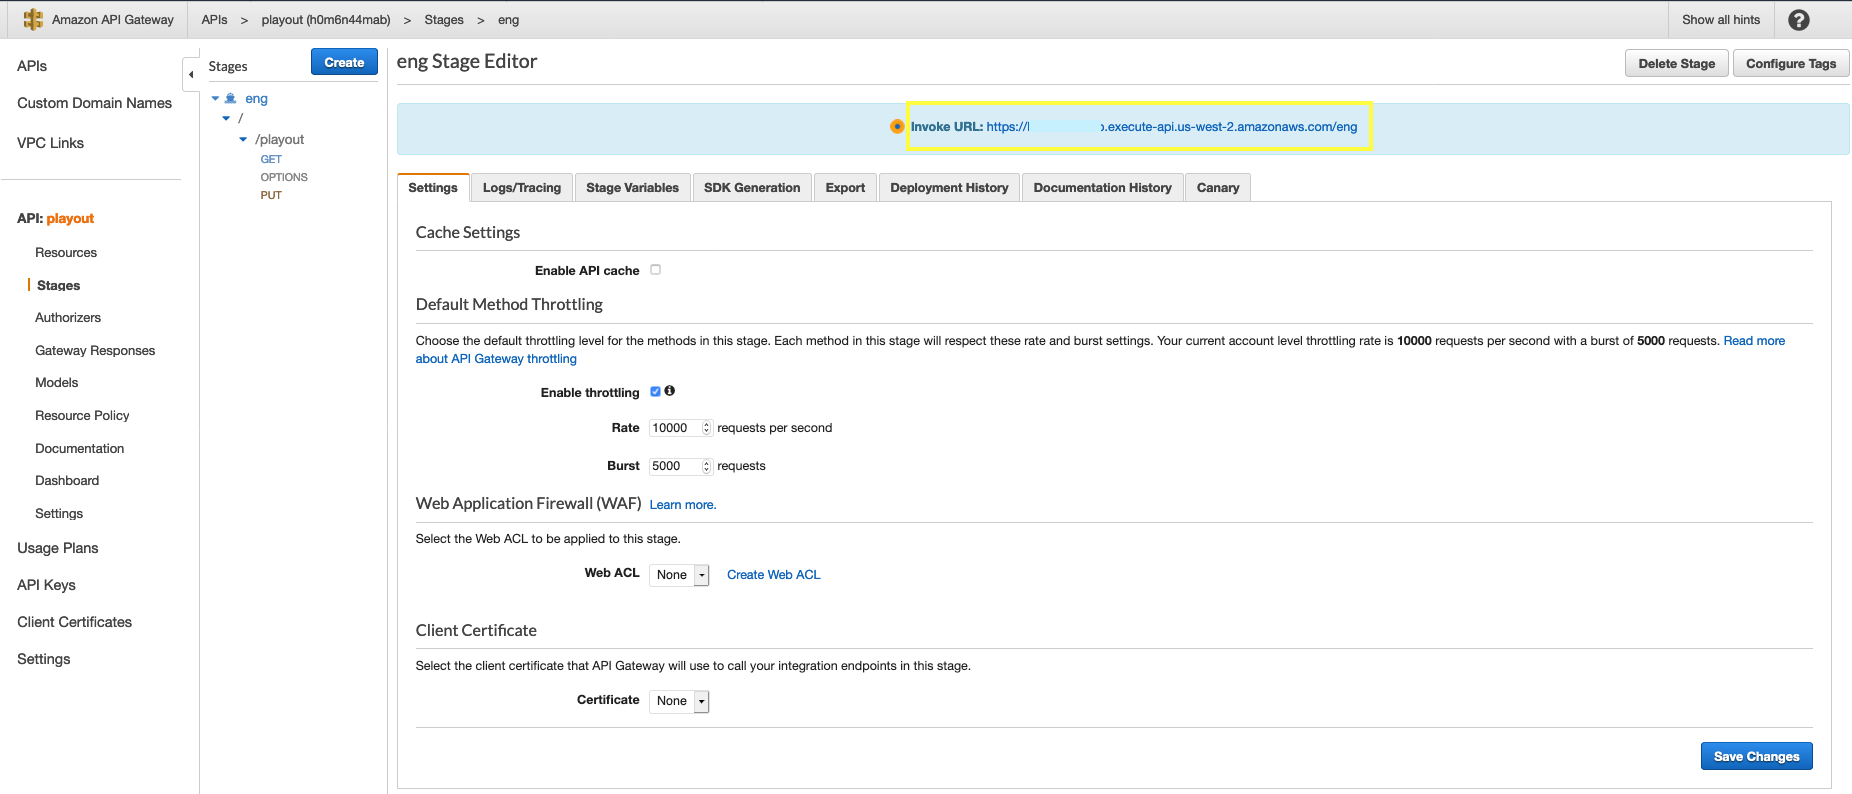 Amazon API Gateway
APIs > playout (h0m6n44mab) > Stages > eng
Show all hints
?
APIs
Custom Domain Names
VPC Links
API: playout
Resources
Stages
Authorizers
Gateway Responses
Models
Resource Policy
Documentation
Dashboard
Settings
Usage Plans
API Keys
Client Certificates
Settings
Stages
Create
eng
/
/playout
GET
OPTIONS
PUT
eng Stage Editor
Delete Stage
Configure Tags
Invoke URL: https:// .execute-api.us-west-2.amazonaws.com/eng
Settings
Logs/Tracing
Stage Variables
SDK Generation
Export
Deployment History
Documentation History
Canary
Cache Settings
Enable API cache
Default Method Throttling
Choose the default throttling level for the methods in this stage. Each method in this stage will respect these rate and burst settings. Your current account level throttling rate is 10000 requests per second with a burst of 5000 requests. Read more
about API Gateway throttling
Enable throttling
Rate 10000 requests per second
Burst 5000 requests
Web Application Firewall (WAF) Learn more.
Select the Web ACL to be applied to this stage.
Web ACL None Create Web ACL
Client Certificate
Select the client certificate that API Gateway will use to call your integration endpoints in this stage.
Certificate None
Save Changes